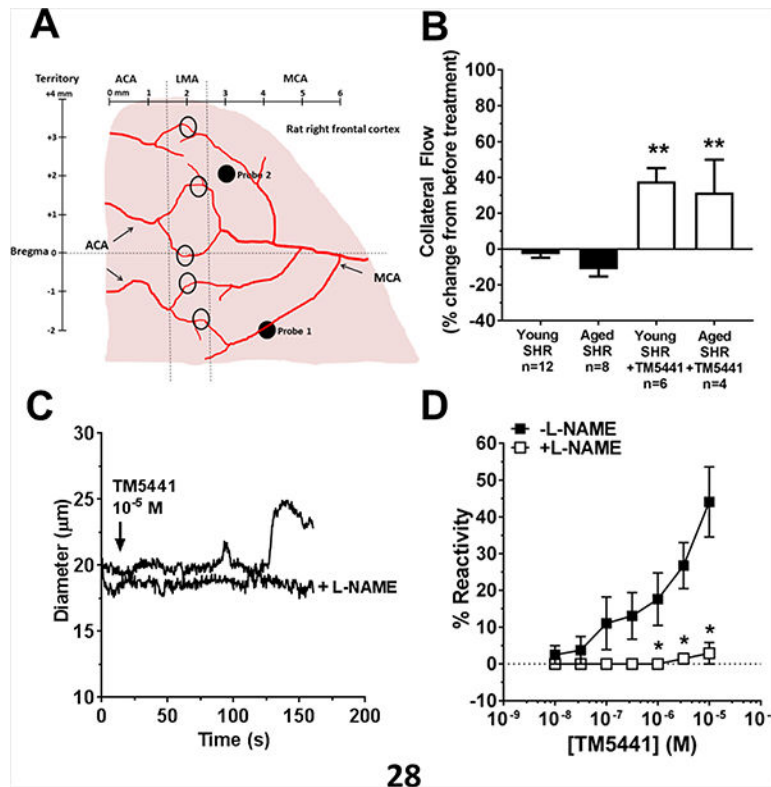 A
Territory
ACA
LMA
MCA
+4 mm
0 mm
1
2
3
4
5
6
Rat right frontal cortex
+3
+2
+1
Bregma 0
-1
-2
Probe 2
ACA
MCA
Probe 1
B
Collateral Flow
(% change from before treatment)
100
80
60
40
20
0
-20
-40
**
**
Young
SHR
n=12
Aged
SHR
n=8
Young
SHR
+TM5441
n=6
Aged
SHR
+TM5441
n=4
C
TM5441
10-5 M
Diameter (μm)
30
25
20
15
+ L-NAME
0
50
100
150
200
Time (s)
D
-L-NAME
+L-NAME
% Reactivity
60
50
40
30
20
10
0
-10
*
*
*
10-9
10-8
10-7
10-6
10-5
[TM5441] (M)
28